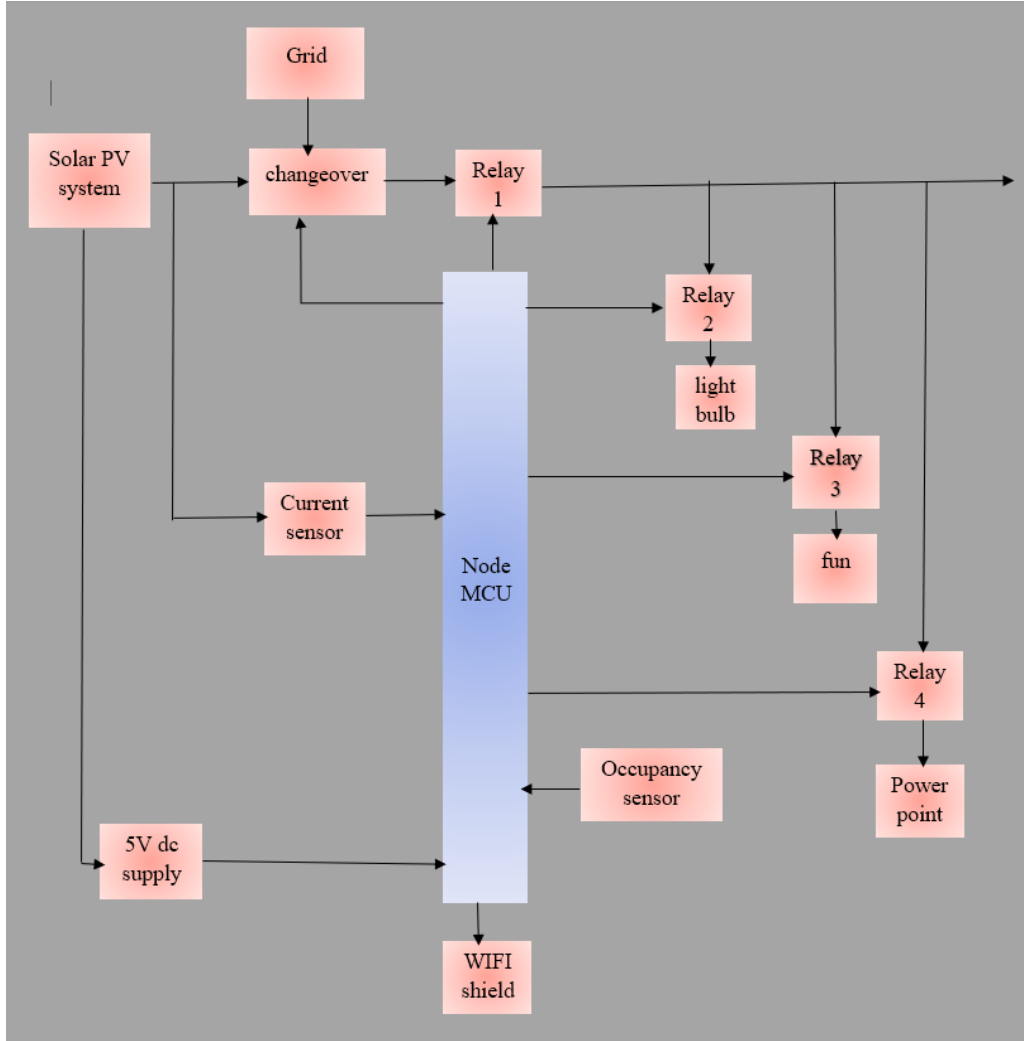 Grid
Solar PV
system
changeover
Relay
1
Relay
2
light
bulb
Relay
3
Current
sensor
fun
Node
MCU
Relay
4
Occupancy
sensor
Power
point
5V dc
supply
WIFI
shield